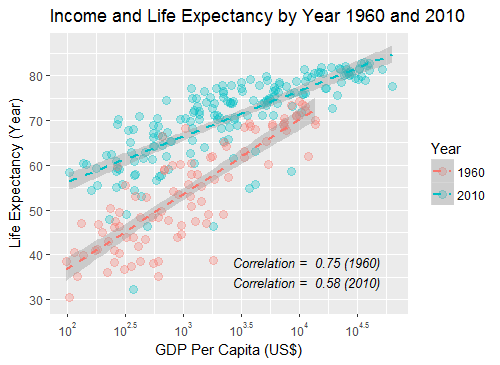 Income and Life Expectancy by Year 1960 and 2010
Life Expectancy (Year)
80
70
60
50
40
30
Correlation = 0.75 (1960)
Correlation = 0.58 (2010)
10^2
10^2.5
10^3
10^3.5
10^4
10^4.5
GDP Per Capita (US$)
Year
1960
2010